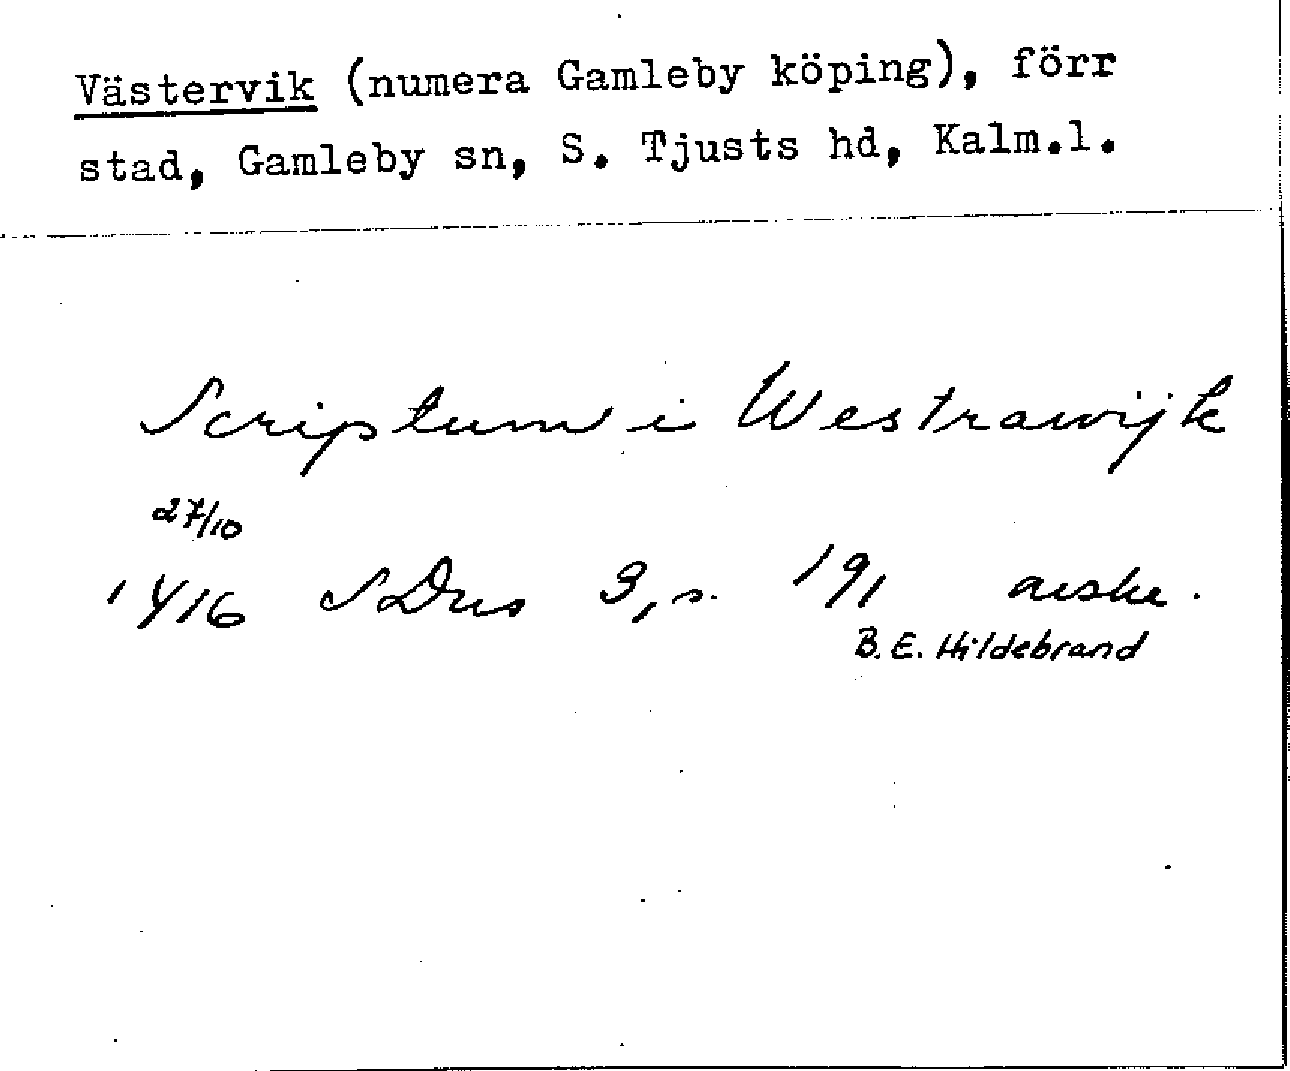 Västervik (numera Gamleby köping), förr
stad, Gamleby sn, S. Tjusts hd, Kalm.l.
Scriptum i Westrawijk
27/10
1416 SDns 3, s. 191 avskr.
B. E. Hildebrand